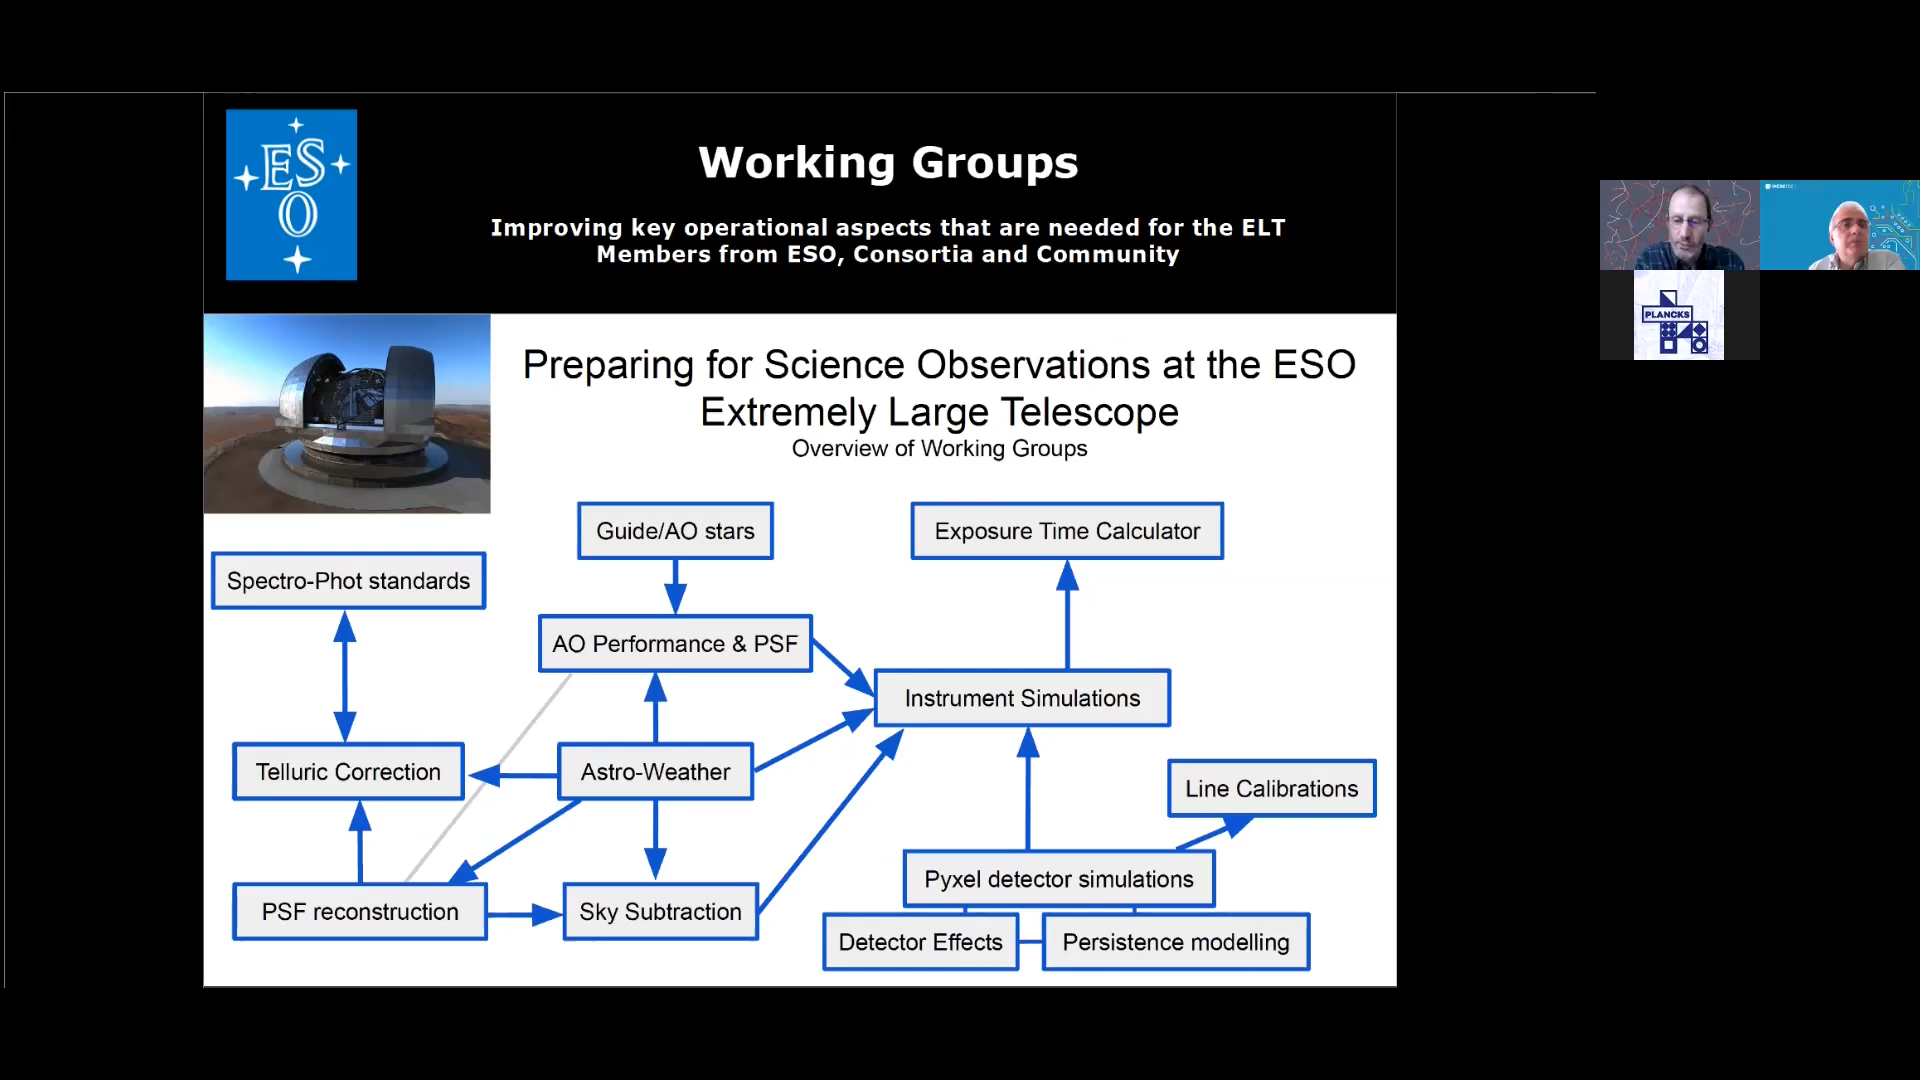 ESO
Working Groups
Improving key operational aspects that are needed for the ELT
Members from ESO, Consortia and Community
Preparing for Science Observations at the ESO
Extremely Large Telescope
Overview of Working Groups
Guide/AO stars
Exposure Time Calculator
Spectro-Phot standards
AO Performance & PSF
Instrument Simulations
Telluric Correction
Astro-Weather
Line Calibrations
Pyxel detector simulations
PSF reconstruction
Sky Subtraction
Detector Effects
Persistence modelling
PLANCKS